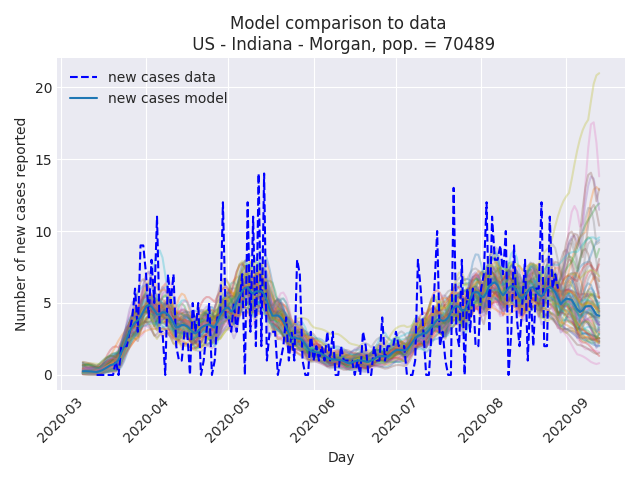 Model comparison to data
US - Indiana - Morgan, pop. = 70489
new cases data
new cases model
Number of new cases reported
20
15
10
5
0
2020-03
2020-04
2020-05
2020-06
2020-07
2020-08
2020-09
Day